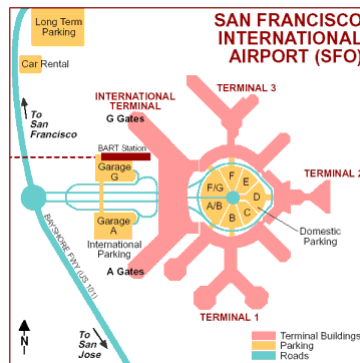 SAN FRANCISCO
INTERNATIONAL
AIRPORT (SFO)
Long Term
Parking
Car Rental
To
San
Francisco
INTERNATIONAL
TERMINAL
G Gates
TERMINAL 3
BART Station
Garage
G
F
E
F/G
D
A/B
C
B
TERMINAL 2
Garage
A
International
Parking
A Gates
Domestic
Parking
BAYSHORE FWY (US 101)
TERMINAL 1
N
To
San
Jose
Terminal Buildings
Parking
Roads